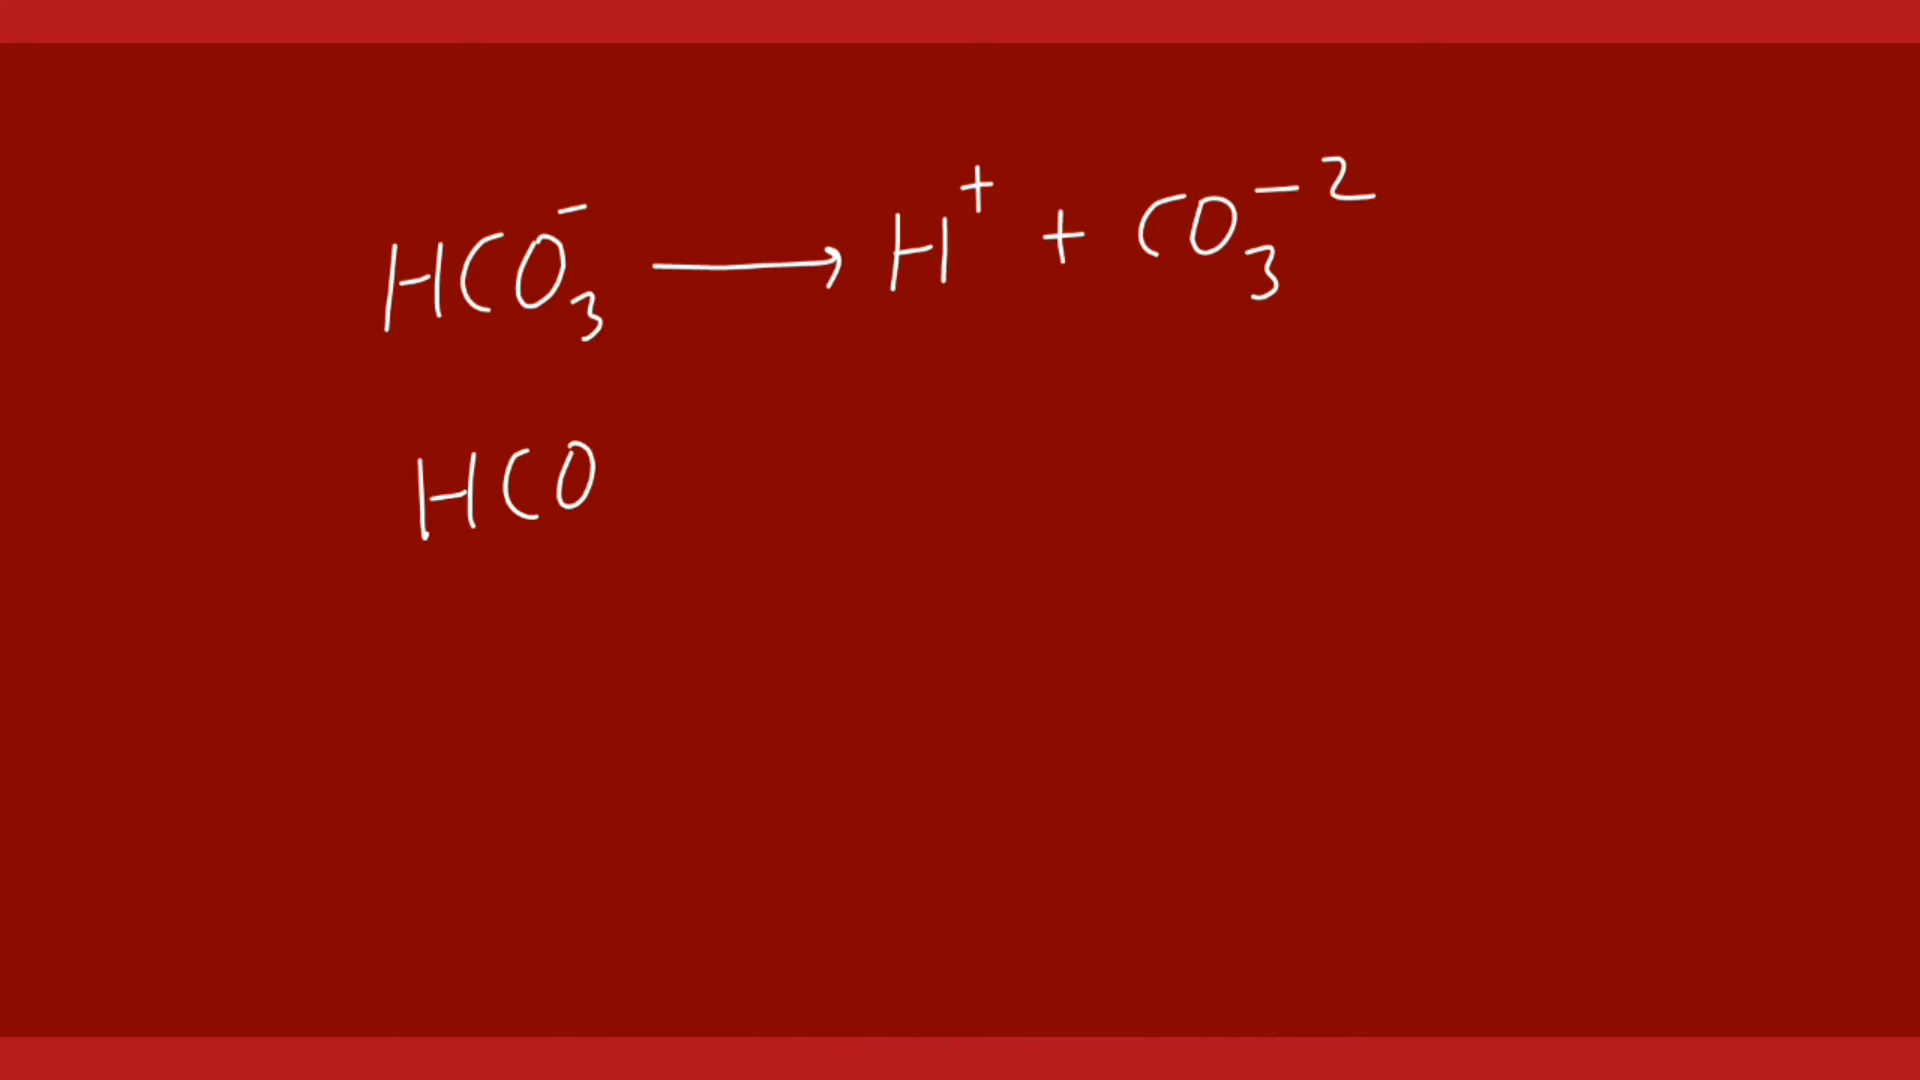 HCO₃⁻ → H⁺ + CO₃⁻²
HCO